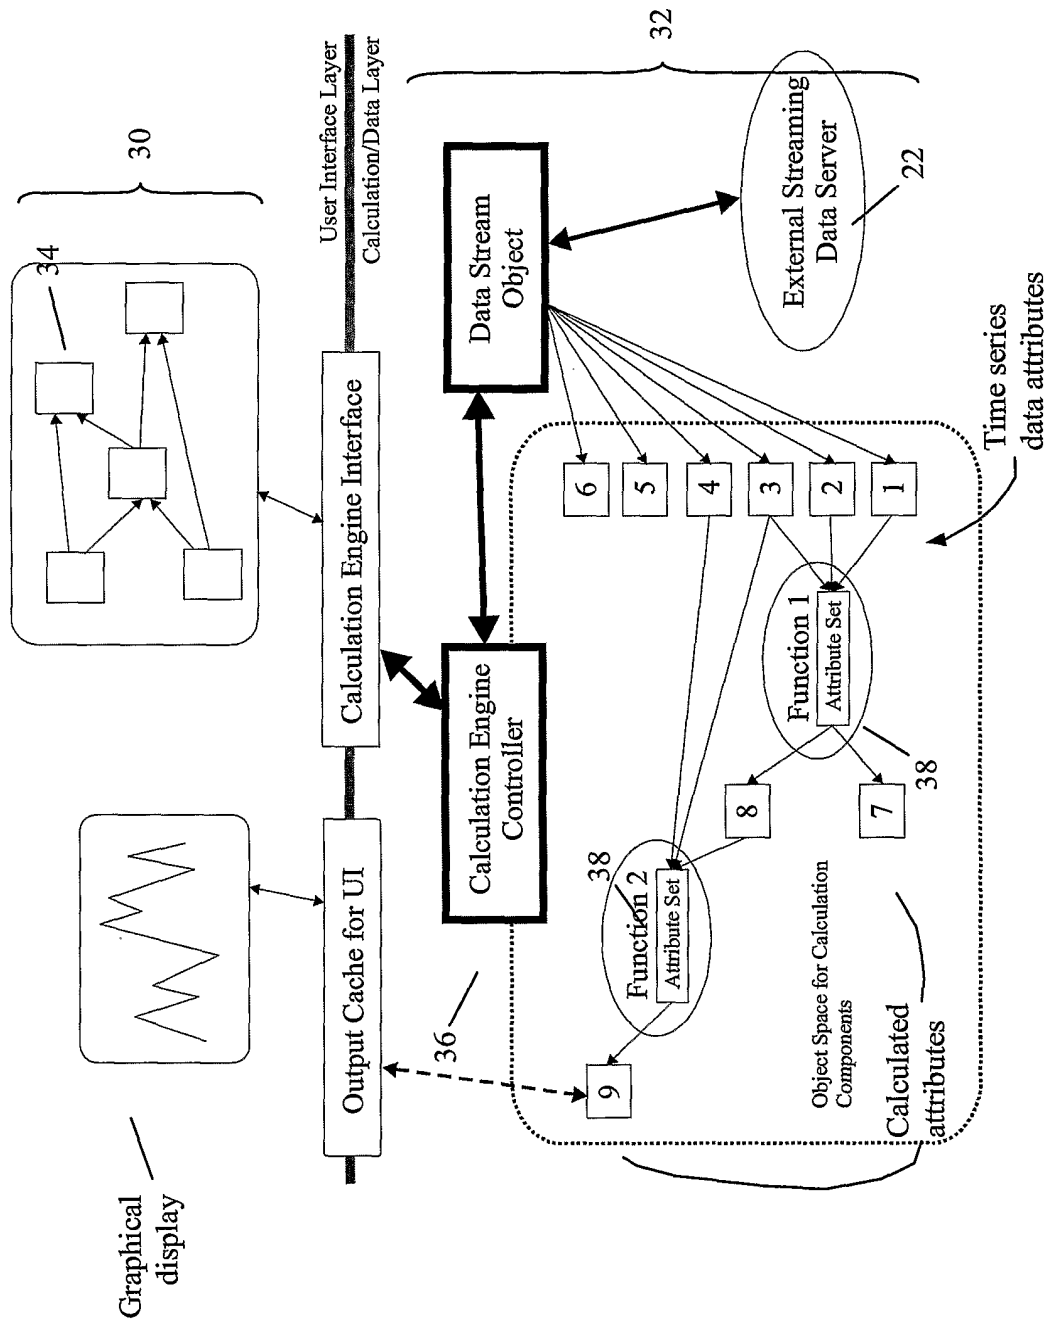 Graphical
display
30
34
User Interface Layer
Calculation/Data Layer
Output Cache for UI
Calculation Engine Interface
32
36
Calculation Engine
Controller
Data Stream
Object
External Streaming
Data Server
22
9
Function 2
Attribute Set
38
8
7
Function 1
Attribute Set
38
6
5
4
3
2
1
Object Space for Calculation
Components
Calculated
attributes
Time series
data attributes